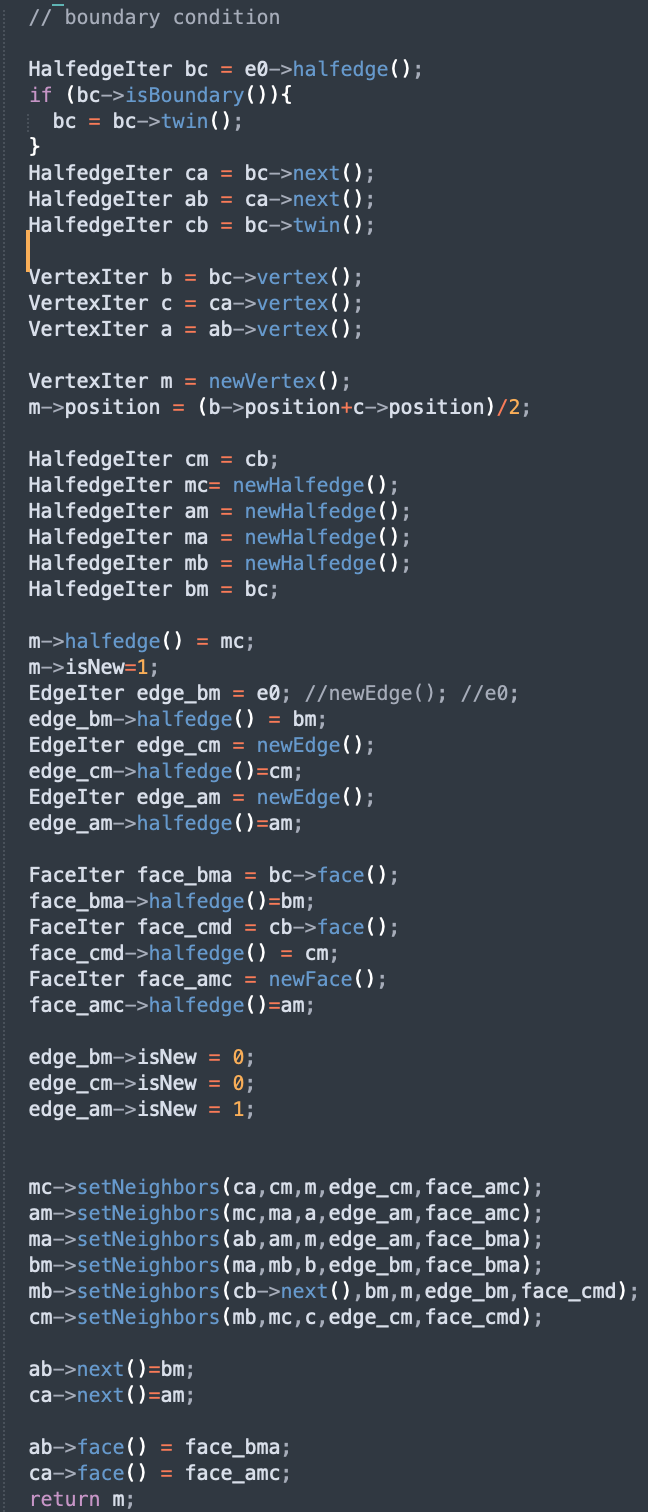 // boundary condition
HalfedgeIter bc = e0->halfedge();
if (bc->isBoundary()){
bc = bc->twin();
}
HalfedgeIter ca = bc->next();
HalfedgeIter ab = ca->next();
HalfedgeIter cb = bc->twin();
VertexIter b = bc->vertex();
VertexIter c = ca->vertex();
VertexIter a = ab->vertex();
VertexIter m = newVertex();
m->position = (b->position+c->position)/2;
HalfedgeIter cm = cb;
HalfedgeIter mc= newHalfedge();
HalfedgeIter am = newHalfedge();
HalfedgeIter ma = newHalfedge();
HalfedgeIter mb = newHalfedge();
HalfedgeIter bm = bc;
m->halfedge() = mc;
m->isNew=1;
EdgeIter edge_bm = e0; //newEdge(); //e0;
edge_bm->halfedge() = bm;
EdgeIter edge_cm = newEdge();
edge_cm->halfedge()=cm;
EdgeIter edge_am = newEdge();
edge_am->halfedge()=am;
FaceIter face_bma = bc->face();
face_bma->halfedge()=bm;
FaceIter face_cmd = cb->face();
face_cmd->halfedge() = cm;
FaceIter face_amc = newFace();
face_amc->halfedge()=am;
edge_bm->isNew = 0;
edge_cm->isNew = 0;
edge_am->isNew = 1;
mc->setNeighbors(ca,cm,m,edge_cm,face_amc);
am->setNeighbors(mc,ma,a,edge_am,face_amc);
ma->setNeighbors(ab,am,m,edge_am,face_bma);
bm->setNeighbors(ma,mb,b,edge_bm,face_bma);
mb->setNeighbors(cb->next(),bm,m,edge_bm,face_cmd);
cm->setNeighbors(mb,mc,c,edge_cm,face_cmd);
ab->next()=bm;
ca->next()=am;
ab->face() = face_bma;
ca->face() = face_amc;
return m;